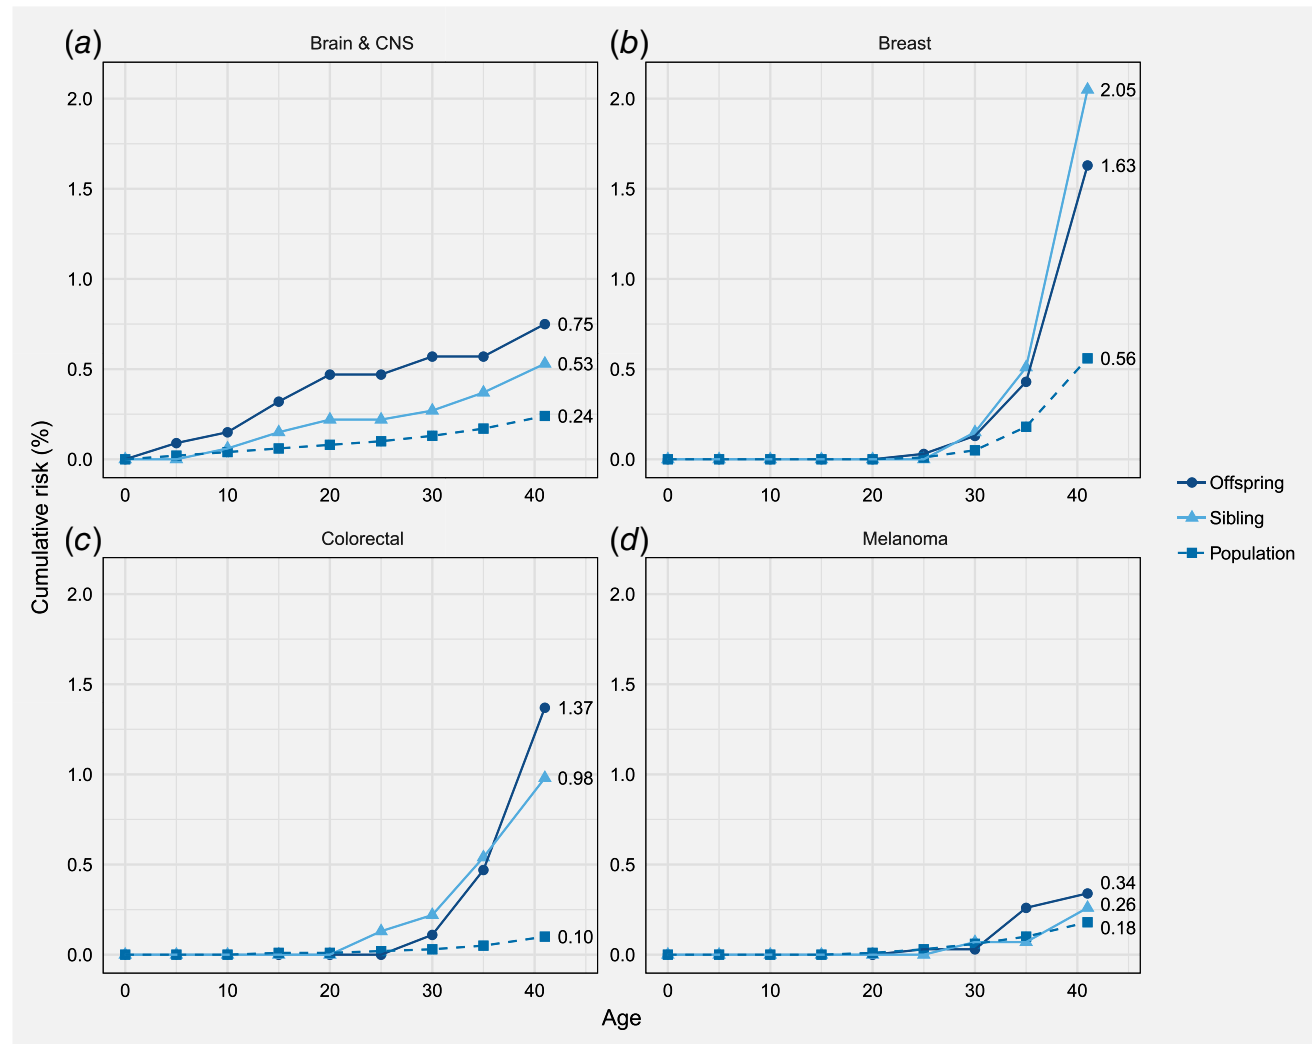 (a) Brain & CNS
2.0
1.5
1.0
0.5
0.0
0 10 20 30 40
0.75
0.53
0.24
(b) Breast
2.0
1.5
1.0
0.5
0.0
0 10 20 30 40
2.05
1.63
0.56
(c) Colorectal
2.0
1.5
1.0
0.5
0.0
0 10 20 30 40
1.37
0.98
0.10
(d) Melanoma
2.0
1.5
1.0
0.5
0.0
0 10 20 30 40
0.34
0.26
0.18
Cumulative risk (%)
Age
Offspring
Sibling
Population